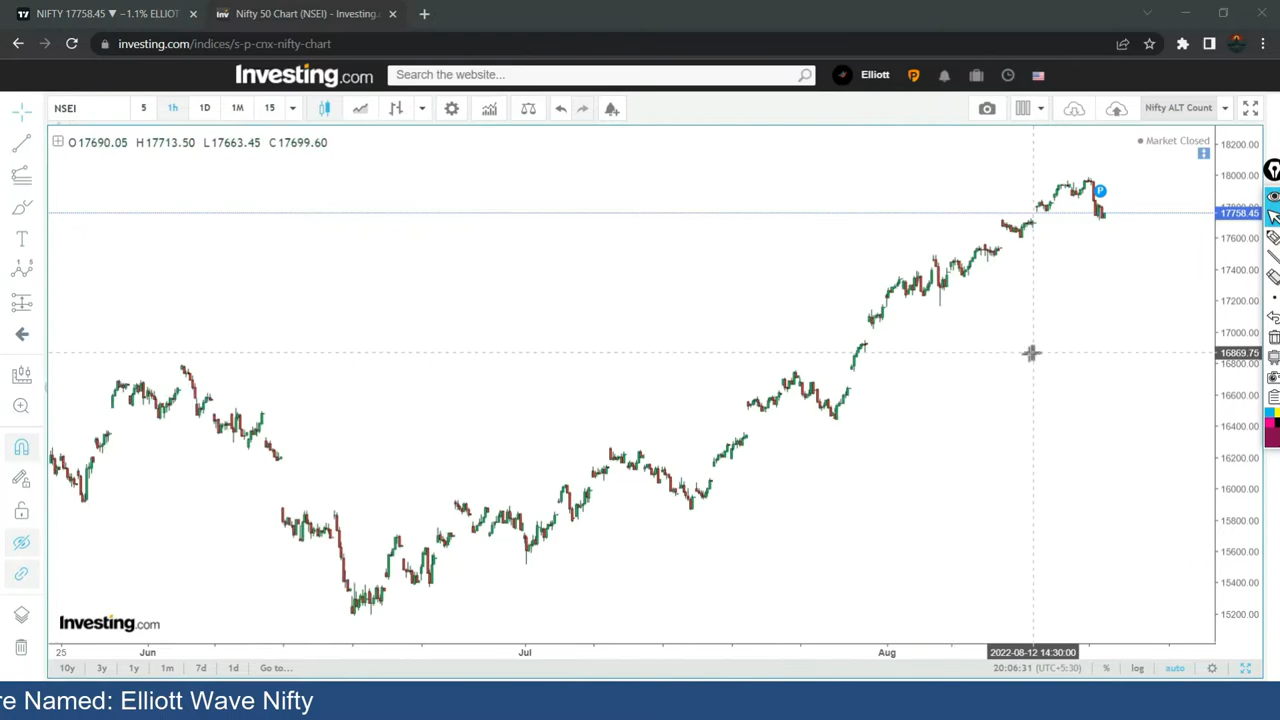 NIFTY 17758.45 ▼ −1.1% ELLIOT
Nifty 50 Chart (NSEI) - Investing.
investing.com/indices/s-p-cnx-nifty-chart
Investing.com
Search the website...
Elliott
P
NSEI
5
1h
1D
1M
15
Nifty ALT Count
O17690.05 H17713.50 L17663.45 C17699.60
Market Closed
18200.00
18000.00
P
17758.45
17600.00
17400.00
17200.00
17000.00
16869.75
16800.00
16600.00
16400.00
16200.00
16000.00
15800.00
15600.00
15400.00
15200.00
Investing.com
25
Jun
Jul
Aug
2022-08-12 14:30:00
10y
3y
1y
1m
7d
1d
Go to...
20:06:31 (UTC+5:30)
%
log
auto
re Named: Elliott Wave Nifty